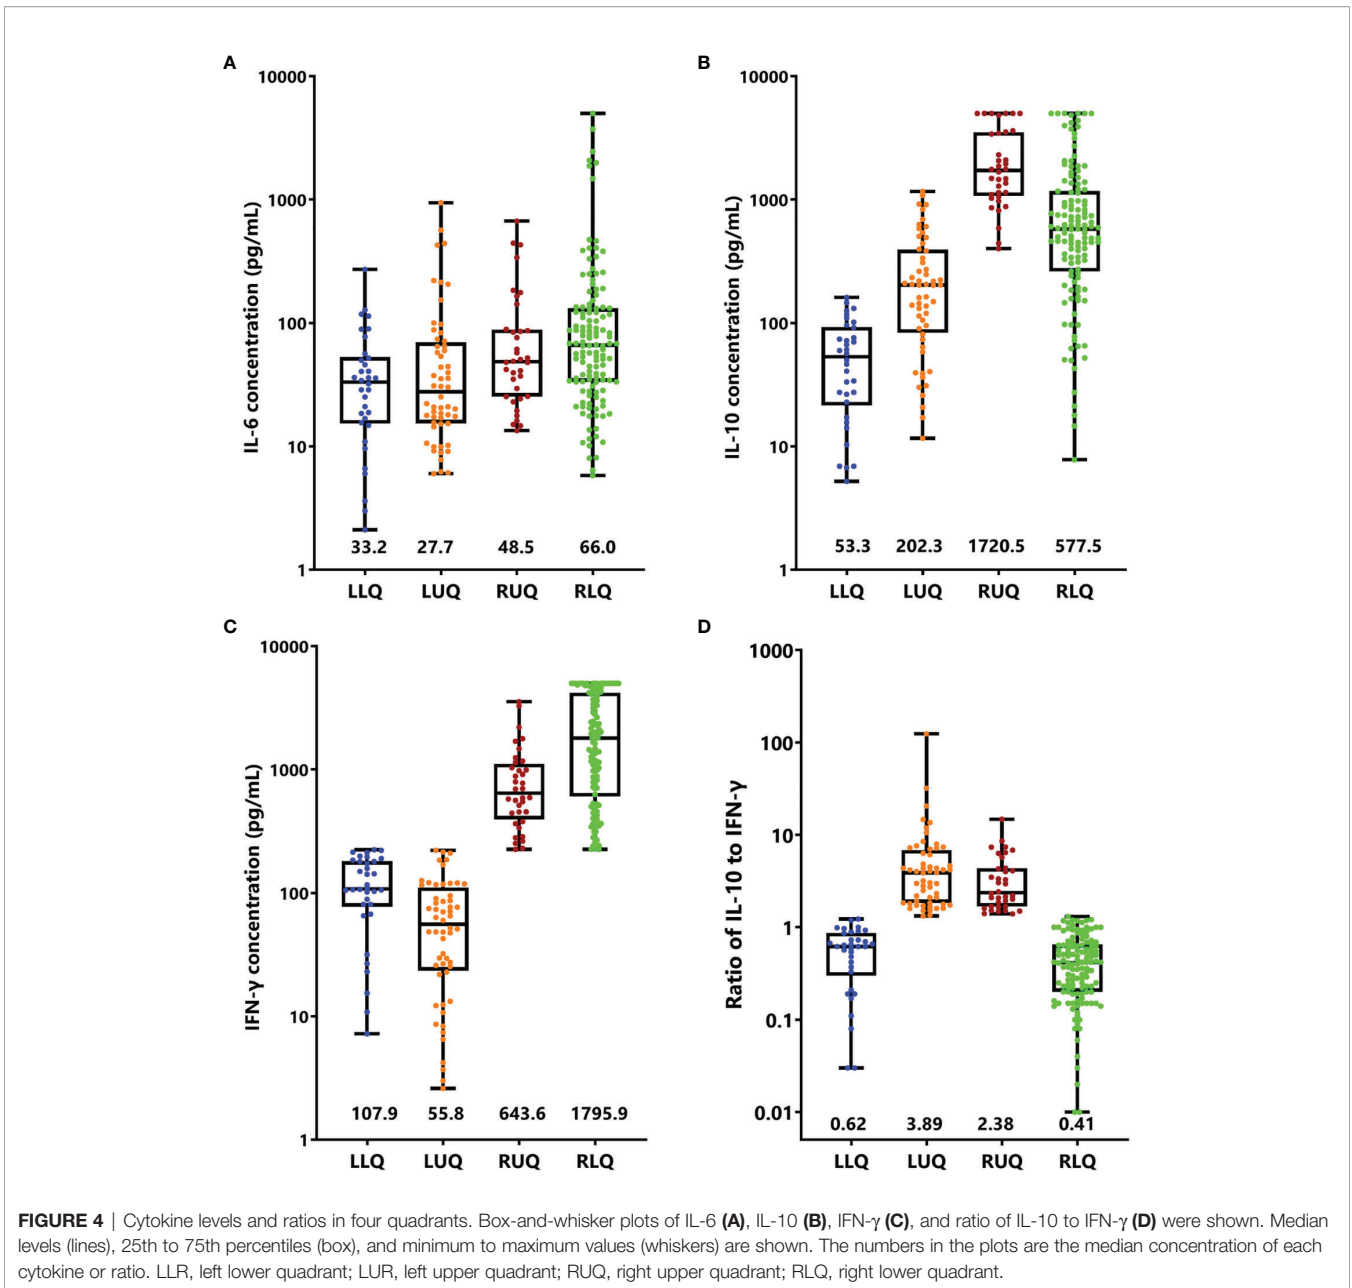 A
IL-6 concentration (pg/mL)
10000
1000
100
10
1
33.2 27.7 48.5 66.0
LLQ LUQ RUQ RLQ
B
IL-10 concentration (pg/mL)
10000
1000
100
10
1
53.3 202.3 1720.5 577.5
LLQ LUQ RUQ RLQ
C
IFN-γ concentration (pg/mL)
10000
1000
100
10
1
107.9 55.8 643.6 1795.9
LLQ LUQ RUQ RLQ
D
Ratio of IL-10 to IFN-γ
1000
100
10
1
0.1
0.01
0.62 3.89 2.38 0.41
LLQ LUQ RUQ RLQ
FIGURE 4 | Cytokine levels and ratios in four quadrants. Box-and-whisker plots of IL-6 (A), IL-10 (B), IFN-γ (C), and ratio of IL-10 to IFN-γ (D) were shown. Median
levels (lines), 25th to 75th percentiles (box), and minimum to maximum values (whiskers) are shown. The numbers in the plots are the median concentration of each
cytokine or ratio. LLR, left lower quadrant; LUR, left upper quadrant; RUQ, right upper quadrant; RLQ, right lower quadrant.